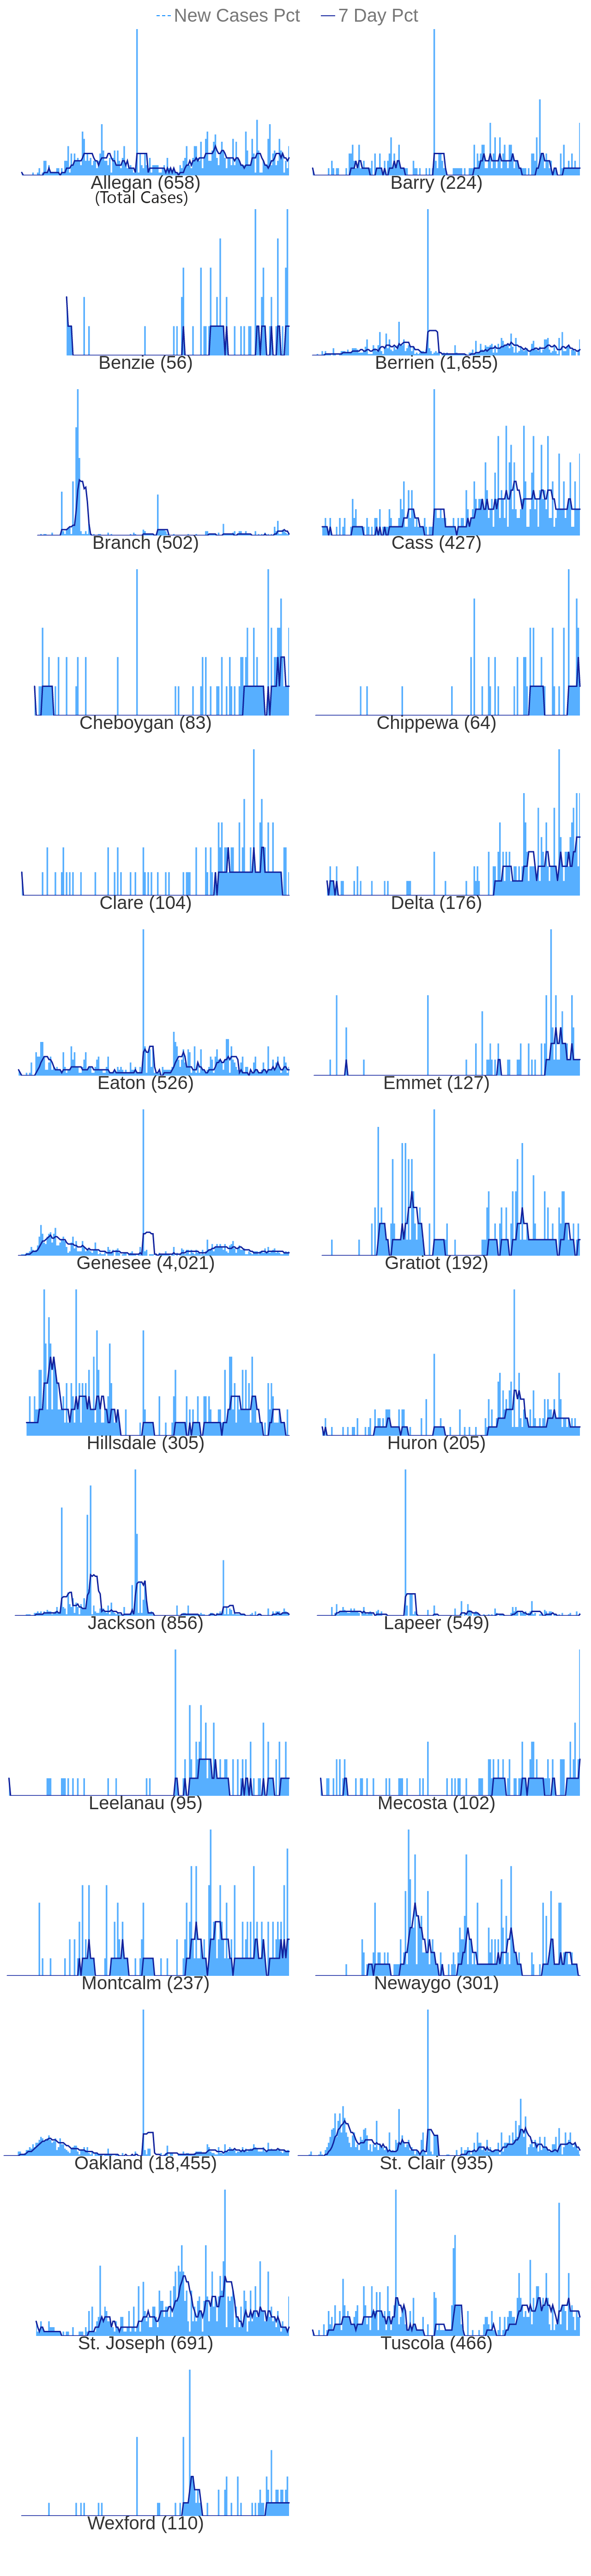 New Cases Pct 7 Day Pct
Allegan (658) Barry (224)
(Total Cases)
Benzie (56) Berrien (1,655)
Branch (502) Cass (427)
Cheboygan (83) Chippewa (64)
Clare (104) Delta (176)
Eaton (526) Emmet (127)
Genesee (4,021) Gratiot (192)
Hillsdale (305) Huron (205)
Jackson (856) Lapeer (549)
Leelanau (95) Mecosta (102)
Montcalm (237) Newaygo (301)
Oakland (18,455) St. Clair (935)
St. Joseph (691) Tuscola (466)
Wexford (110)